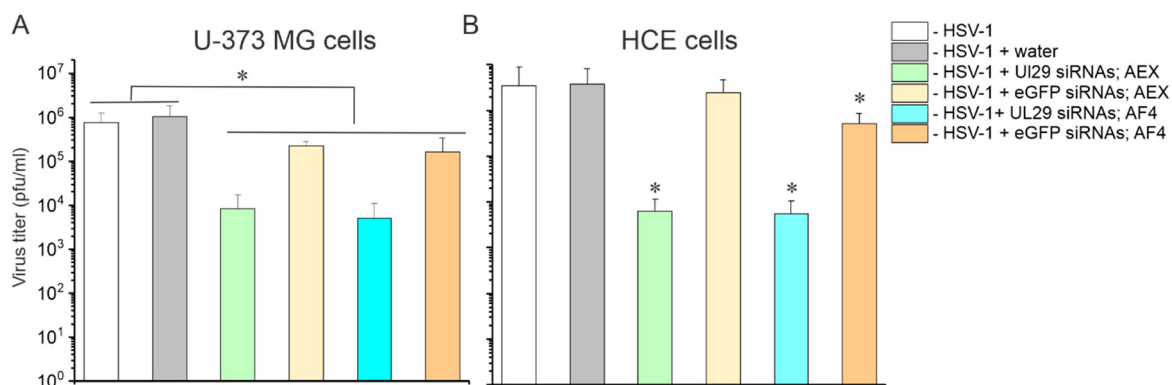 A
U-373 MG cells
B
HCE cells
Virus titer (pfu/ml)
10⁷
10⁶
10⁵
10⁴
10³
10²
10¹
10⁰
*
*
*
*
- HSV-1
- HSV-1 + water
- HSV-1 + Ul29 siRNAs; AEX
- HSV-1 + eGFP siRNAs; AEX
- HSV-1+ UL29 siRNAs; AF4
- HSV-1 + eGFP siRNAs; AF4